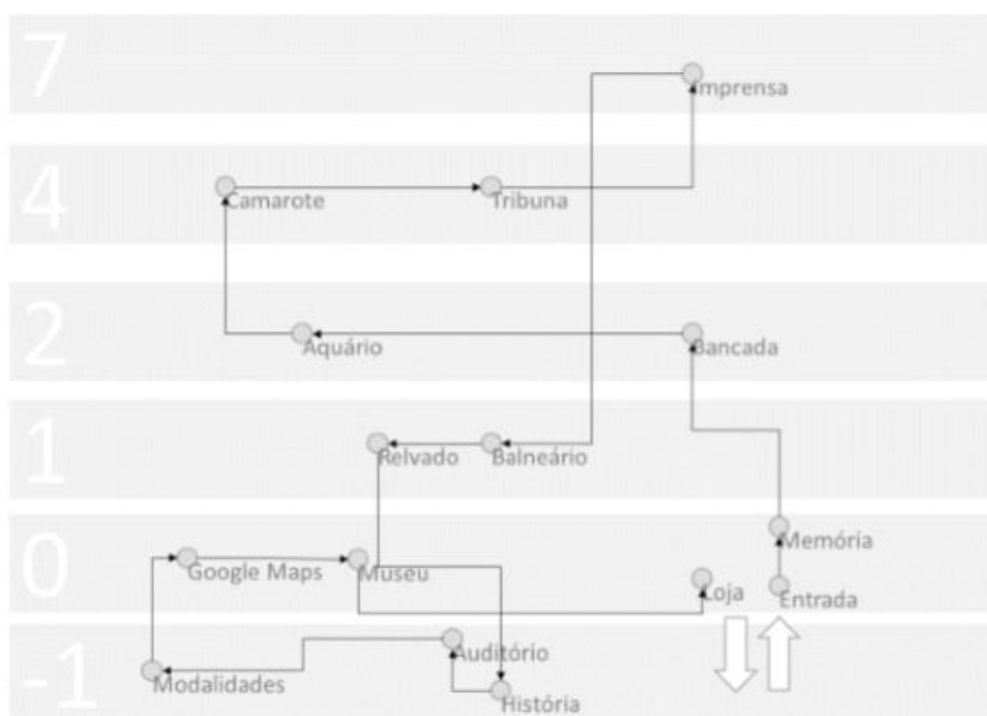 7
Imprensa
4
Camarote
Tribuna
2
Aquário
Bancada
1
Relvado
Balneário
0
Memória
Google Maps
Museu
Loja
Entrada
-1
Auditório
Modalidades
História